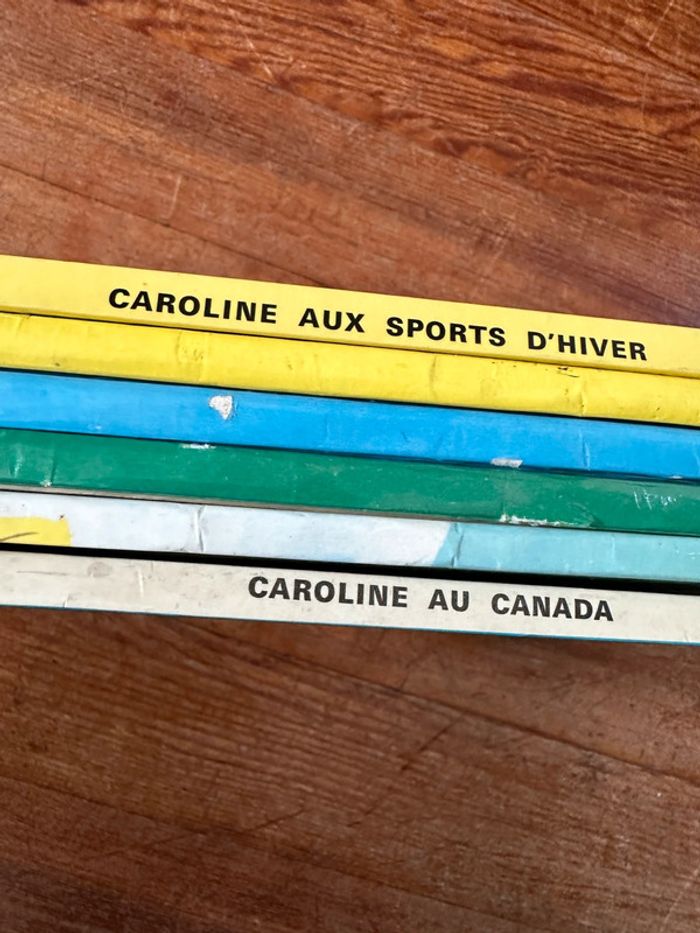 CAROLINE AUX SPORTS D'HIVER
CAROLINE AU CANADA